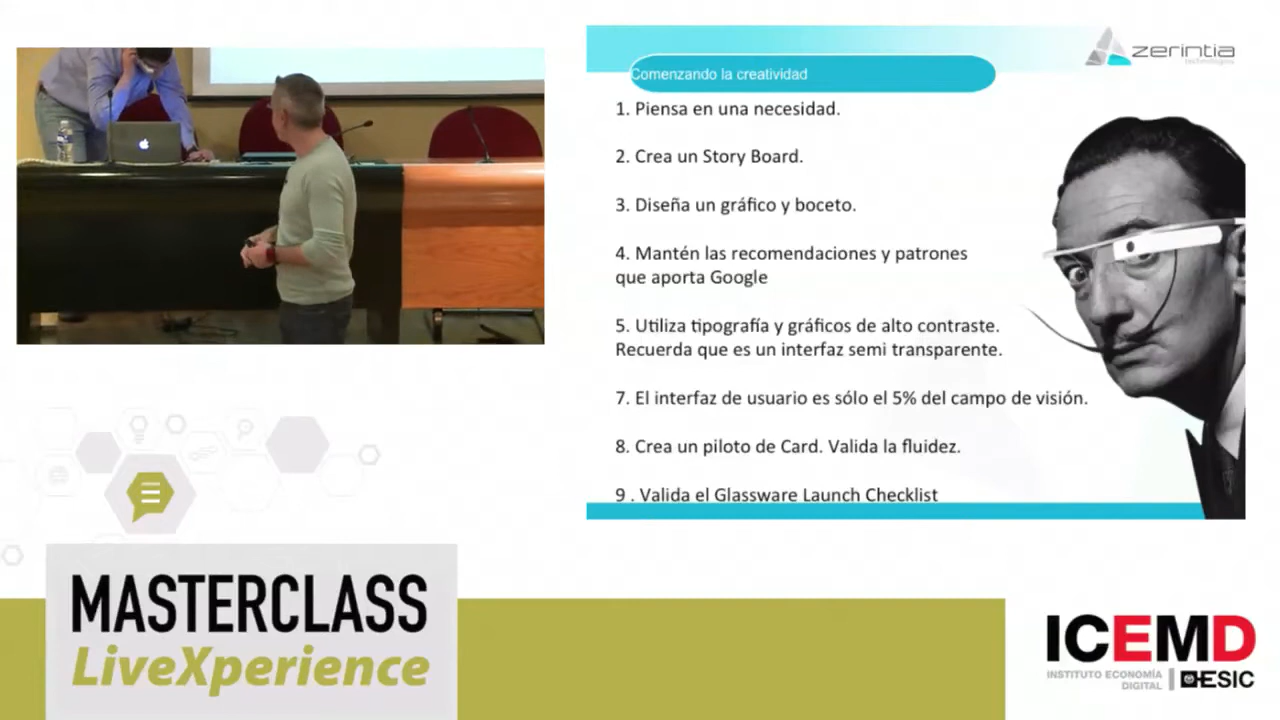 zerintia
technologies
Comenzando la creatividad
1. Piensa en una necesidad.
2. Crea un Story Board.
3. Diseña un gráfico y boceto.
4. Mantén las recomendaciones y patrones
que aporta Google
5. Utiliza tipografía y gráficos de alto contraste.
Recuerda que es un interfaz semi transparente.
7. El interfaz de usuario es sólo el 5% del campo de visión.
8. Crea un piloto de Card. Valida la fluidez.
9 . Valida el Glassware Launch Checklist
MASTERCLASS
LiveXperience
ICEMD
INSTITUTO ECONOMÍA
DIGITAL
ESIC